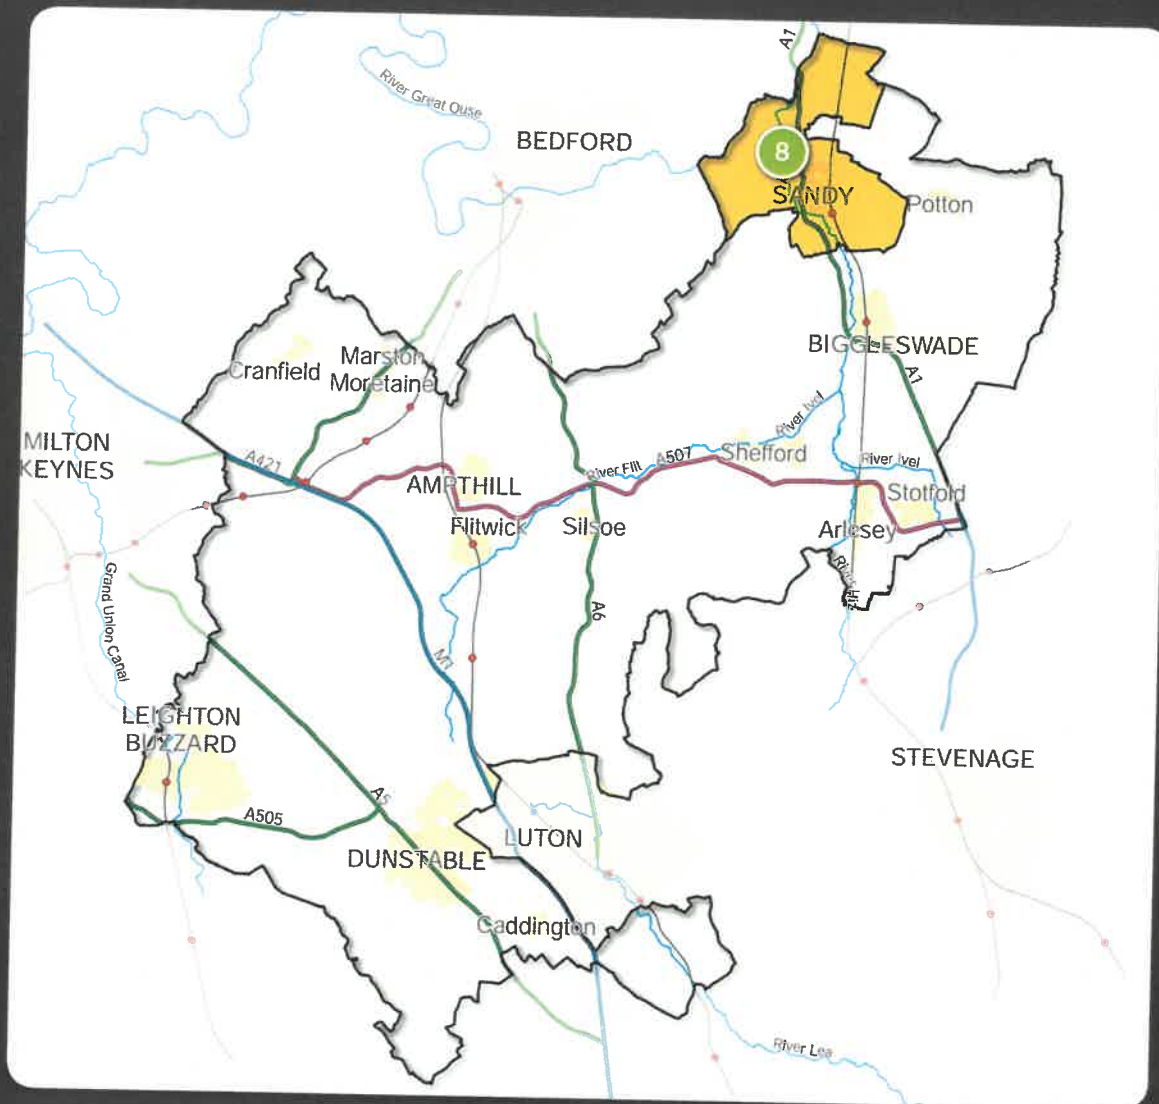 A1
River Great Ouse
BEDFORD
8
SANDY
Potton
BIGGLESWADE
A1
Cranfield
Marston
Moretaine
River Ivel
MILTON
KEYNES
A421
AMPTHILL
River Flit
A507
Shefford
River Ivel
Stotfold
Flitwick
Silsoe
Arlesey
River Hiz
Grand Union Canal
A6
M1
LEIGHTON
BUZZARD
STEVENAGE
A5
A505
LUTON
DUNSTABLE
Caddington
River Lea